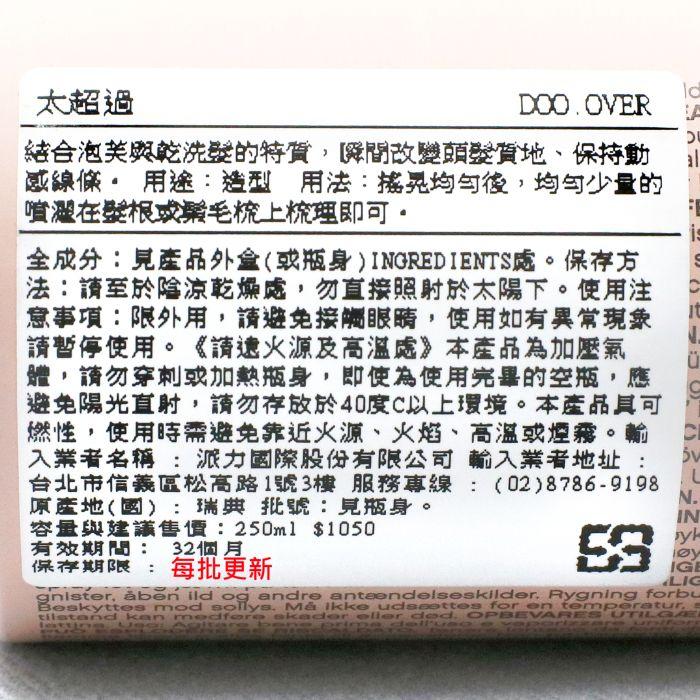 太超過 DOO.OVER
結合泡芙與乾洗髮的特質，瞬間改變頭髮質地、保持動
感線條。 用途：造型 用法：搖晃均勻後，均勻少量的
噴灑在髮根或鬃毛梳上梳理即可。
全成分：見產品外盒(或瓶身)INGREDIENTS處。保存方
法：請至於陰涼乾燥處，勿直接照射於太陽下。使用注
意事項：限外用，請避免接觸眼睛，使用如有異常現象
請暫停使用。《請遠火源及高溫處》本產品為加壓氣
體，請勿穿刺或加熱瓶身，即使為使用完畢的空瓶，應
避免陽光直射，請勿存放於40度C以上環境。本產品具可
燃性，使用時需避免靠近火源、火焰、高溫或煙霧。輸
入業者名稱 : 派力國際股份有限公司 輸入業者地址 :
台北市信義區松高路1號3樓 服務專線 : (02)8786-9198
原產地(國) : 瑞典 批號：見瓶身。
容量與建議售價：250ml $1050
有效期間： 32個月
保存期限 : 每批更新
gnister, åben ild og andre antændelseskilder. Rygning forbu
Beskyttes mod sollys. Må ikke udsættes for en temperatur
tilstand kan medføre skader eller død. OPBEVARES UTILGÆ